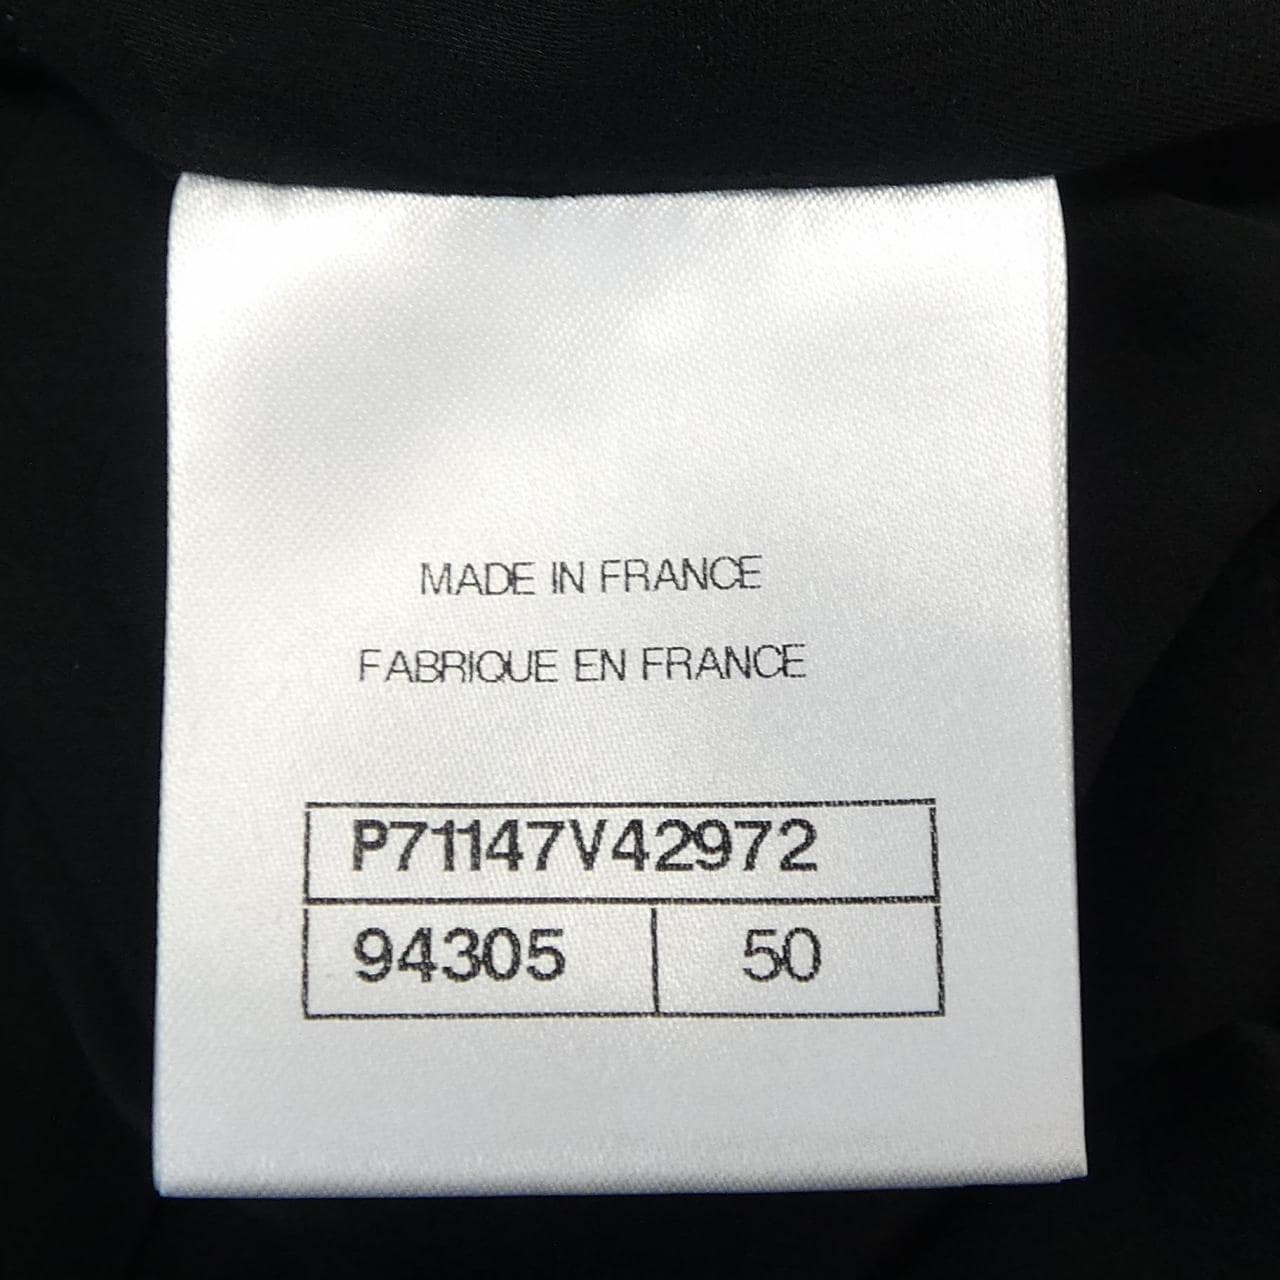 MADE IN FRANCE
FABRIQUE EN FRANCE
P71147V42972
94305 50